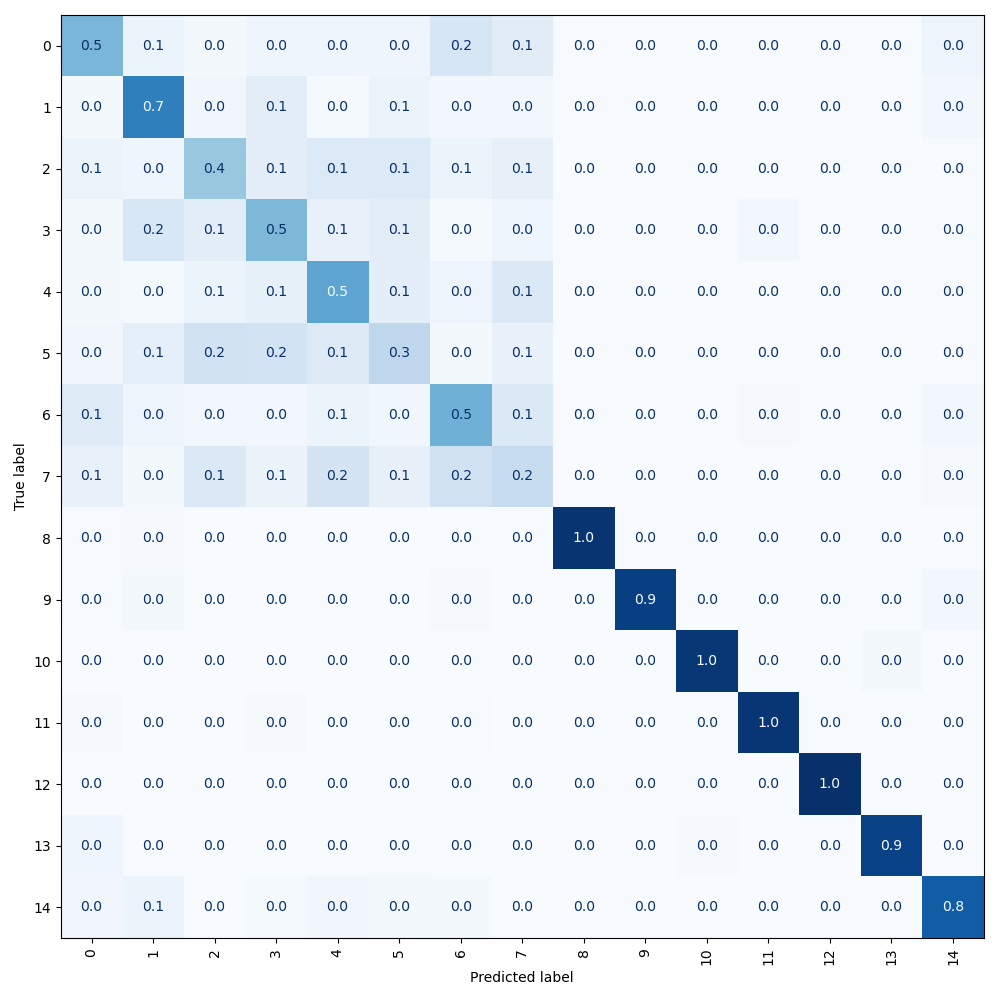 0 0.5 0.1 0.0 0.0 0.0 0.0 0.2 0.1 0.0 0.0 0.0 0.0 0.0 0.0 0.0
1 0.0 0.7 0.0 0.1 0.0 0.1 0.0 0.0 0.0 0.0 0.0 0.0 0.0 0.0 0.0
2 0.1 0.0 0.4 0.1 0.1 0.1 0.1 0.1 0.0 0.0 0.0 0.0 0.0 0.0 0.0
3 0.0 0.2 0.1 0.5 0.1 0.1 0.0 0.0 0.0 0.0 0.0 0.0 0.0 0.0 0.0
4 0.0 0.0 0.1 0.1 0.5 0.1 0.0 0.1 0.0 0.0 0.0 0.0 0.0 0.0 0.0
5 0.0 0.1 0.2 0.2 0.1 0.3 0.0 0.1 0.0 0.0 0.0 0.0 0.0 0.0 0.0
6 0.1 0.0 0.0 0.0 0.1 0.0 0.5 0.1 0.0 0.0 0.0 0.0 0.0 0.0 0.0
7 0.1 0.0 0.1 0.1 0.2 0.1 0.2 0.2 0.0 0.0 0.0 0.0 0.0 0.0 0.0
8 0.0 0.0 0.0 0.0 0.0 0.0 0.0 0.0 1.0 0.0 0.0 0.0 0.0 0.0 0.0
9 0.0 0.0 0.0 0.0 0.0 0.0 0.0 0.0 0.0 0.9 0.0 0.0 0.0 0.0 0.0
10 0.0 0.0 0.0 0.0 0.0 0.0 0.0 0.0 0.0 0.0 1.0 0.0 0.0 0.0 0.0
11 0.0 0.0 0.0 0.0 0.0 0.0 0.0 0.0 0.0 0.0 0.0 1.0 0.0 0.0 0.0
12 0.0 0.0 0.0 0.0 0.0 0.0 0.0 0.0 0.0 0.0 0.0 0.0 1.0 0.0 0.0
13 0.0 0.0 0.0 0.0 0.0 0.0 0.0 0.0 0.0 0.0 0.0 0.0 0.0 0.9 0.0
14 0.0 0.1 0.0 0.0 0.0 0.0 0.0 0.0 0.0 0.0 0.0 0.0 0.0 0.0 0.8
True label
0 1 2 3 4 5 6 7 8 9 10 11 12 13 14
Predicted label